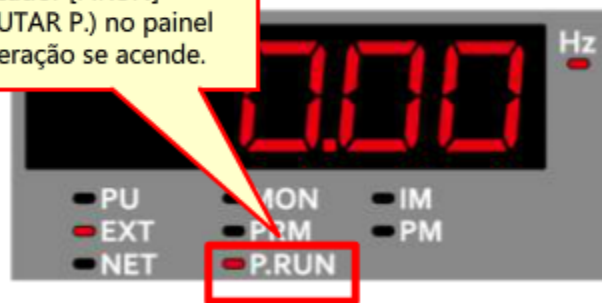 UTAR P.) no painel
eração se acende.
0.00
Hz
PU
MON
IM
EXT
PRM
PM
NET
P.RUN